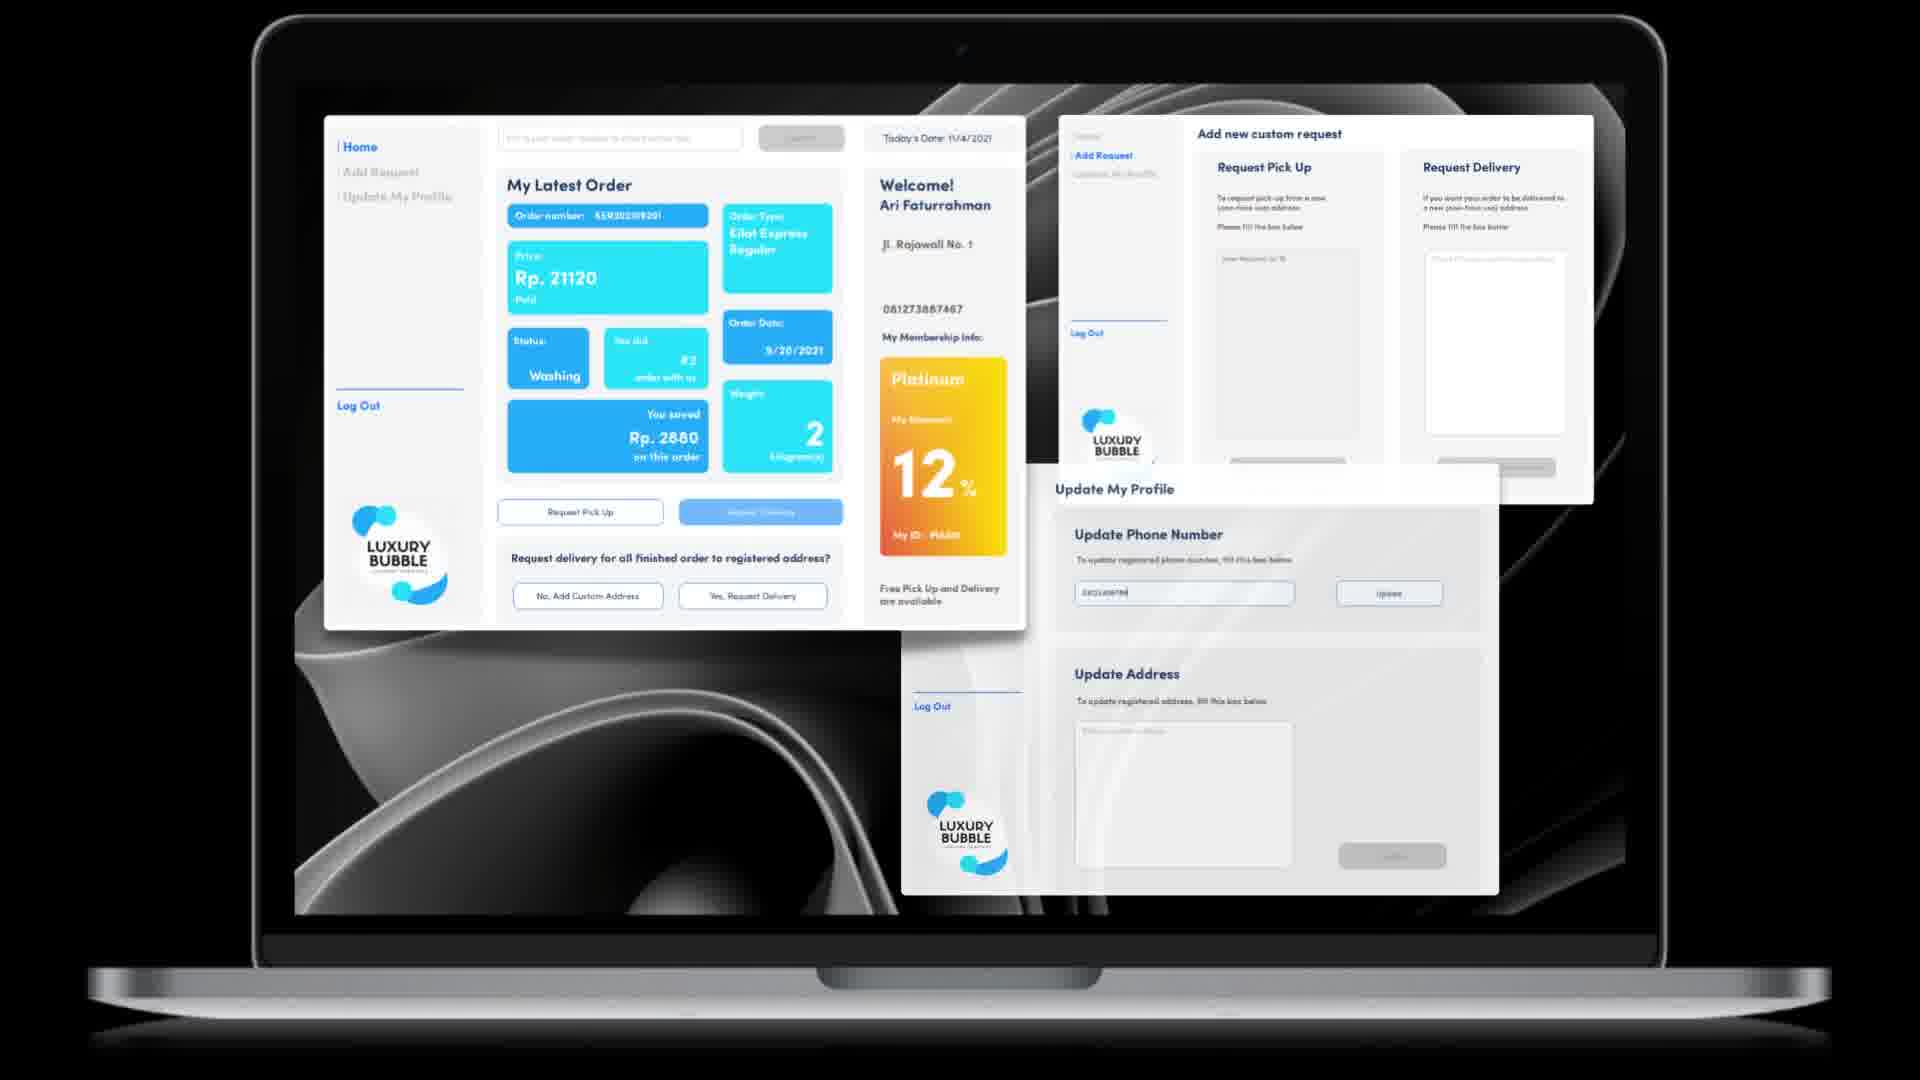 Home
Add Request
Update My Profile
Log Out
LUXURY
BUBBLE
Today's Date: 11/4/2021
My Latest Order
Order number:
Price:
Rp. 21120
Paid
Order Type:
Kilat Express
Regular
Status:
Washing
You did
#2
order with us
Order Date:
9/20/2021
You saved
Rp. 2880
on this order
Weight:
2
kilogram(s)
Request Pick Up
Request Delivery
Request delivery for all finished order to registered address?
No, Add Custom Address
Yes, Request Delivery
Welcome!
Ari Faturrahman
Jl. Rajawali No. 1
081273887467
My Membership Info:
Platinum
12%
My ID:
Free Pick Up and Delivery
are available
Add Request
Update My Profile
Log Out
LUXURY
BUBBLE
Add new custom request
Request Pick Up
To request pick-up from a new
(one-time use) address
Please fill the box below
Request Delivery
If you want your order to be delivered to
a new (one-time use) address
Please fill the box below
Update My Profile
Update Phone Number
To update registered phone number, fill this box below
Update
Update Address
To update registered address, fill this box below
Log Out
LUXURY
BUBBLE